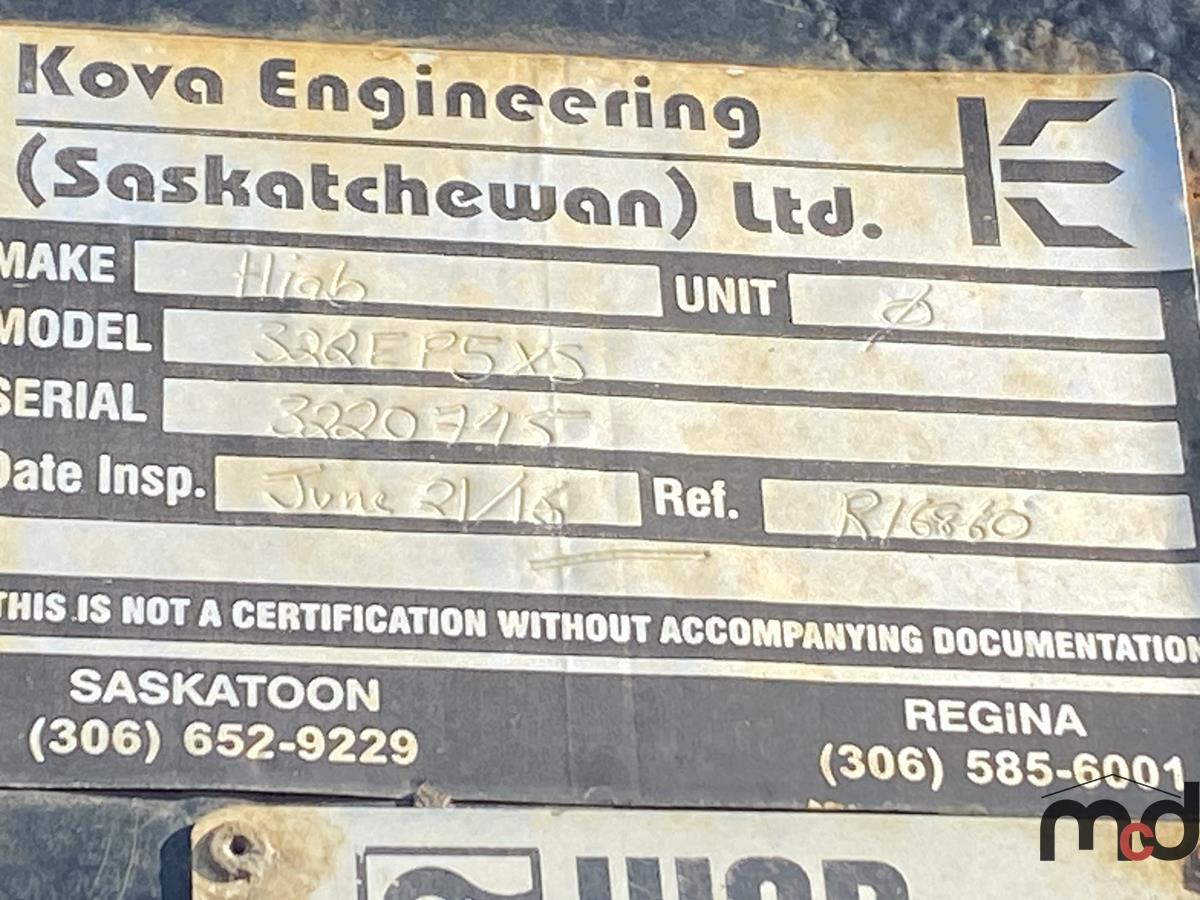 Kova Engineering
(Saskatchewan) Ltd.
MAKE Hiab UNIT Ø
MODEL 322EP5XS
SERIAL 3220745
Date Insp. June 21/16 Ref. R16860
THIS IS NOT A CERTIFICATION WITHOUT ACCOMPANYING DOCUMENTATION
SASKATOON REGiNA
(306) 652-9229 (306) 585-6001
mcd